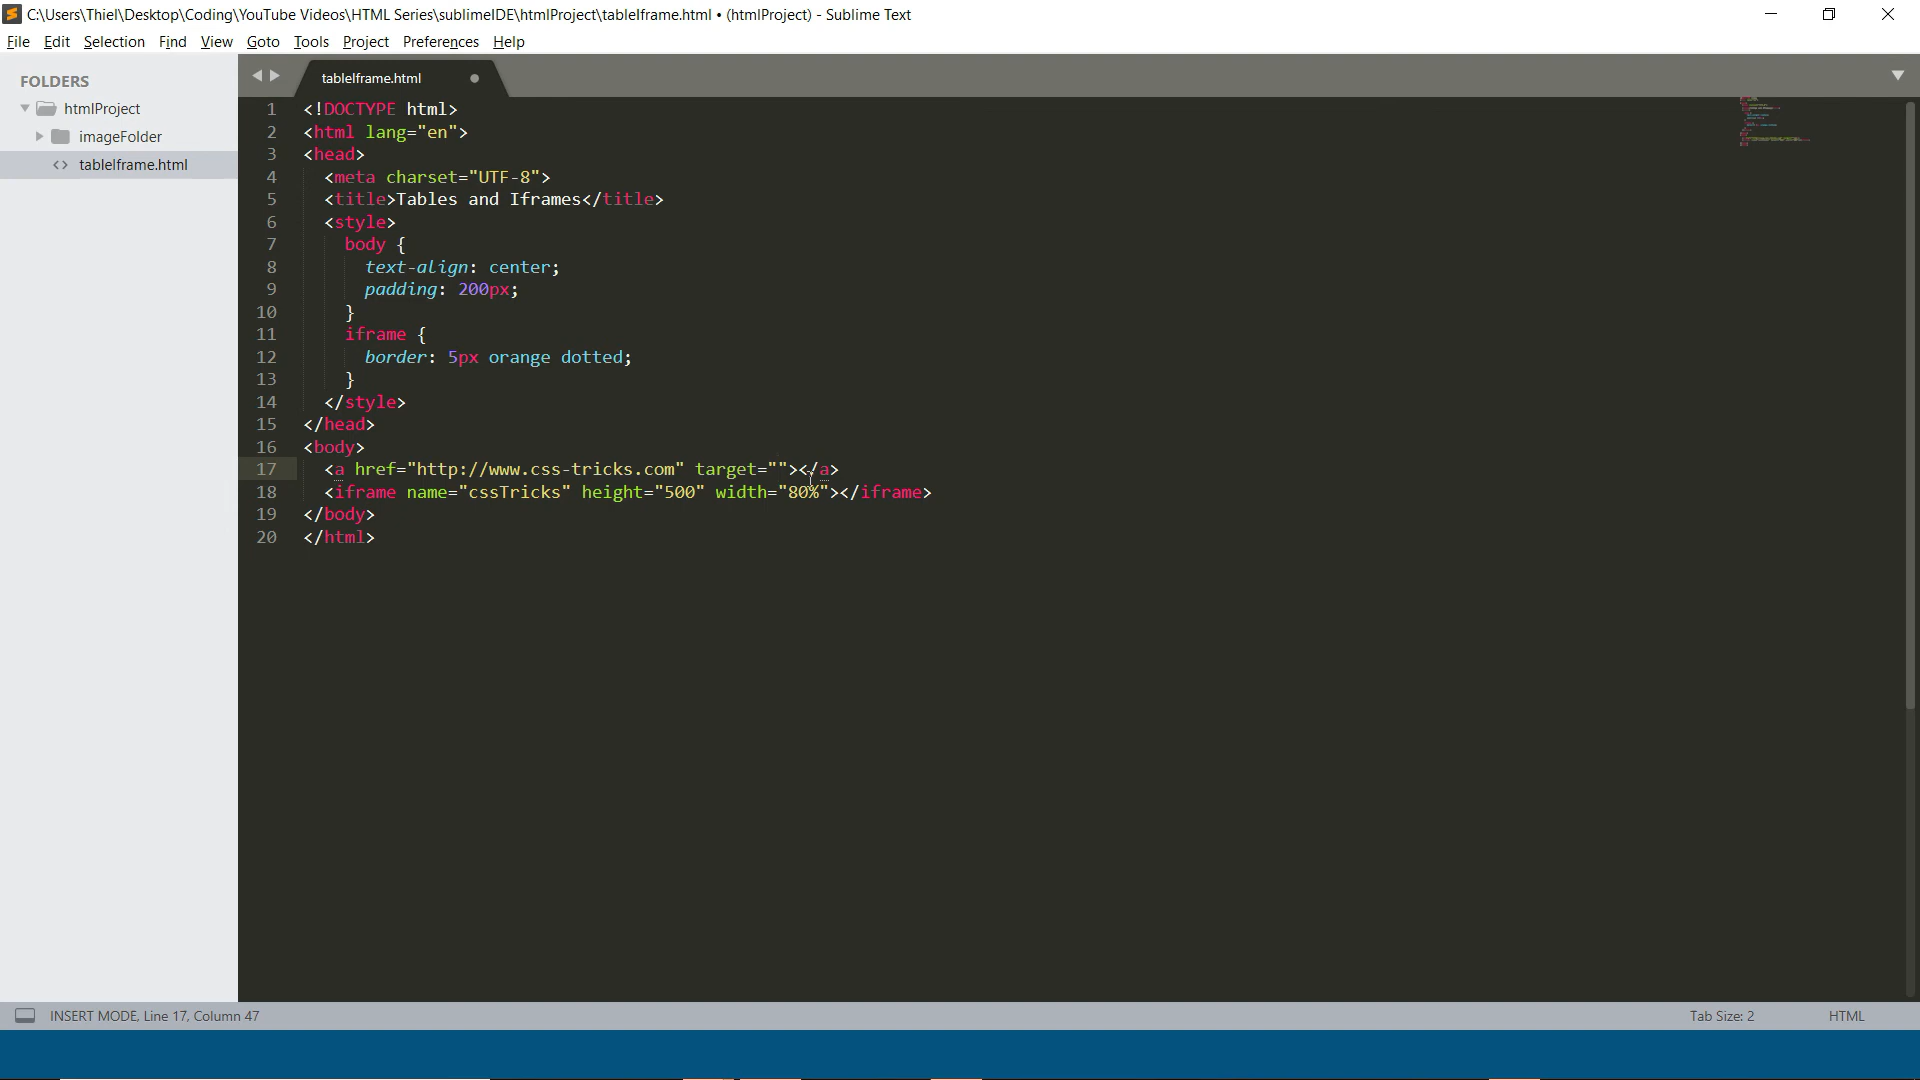 C:\Users\Thiel\Desktop\Coding\YouTube Videos\HTML Series\sublimeIDE\htmlProject\tableIframe.html • (htmlProject) - Sublime Text
File Edit Selection Find View Goto Tools Project Preferences Help
FOLDERS
htmlProject
imageFolder
<> tableIframe.html
tableIframe.html
1 <!DOCTYPE html>
2 <html lang="en">
3 <head>
4 <meta charset="UTF-8">
5 <title>Tables and Iframes</title>
6 <style>
7 body {
8 text-align: center;
9 padding: 200px;
10 }
11 iframe {
12 border: 5px orange dotted;
13 }
14 </style>
15 </head>
16 <body>
17 <a href="http://www.css-tricks.com" target=""></a>
18 <iframe name="cssTricks" height="500" width="80%"></iframe>
19 </body>
20 </html>
INSERT MODE, Line 17, Column 47
Tab Size: 2
HTML